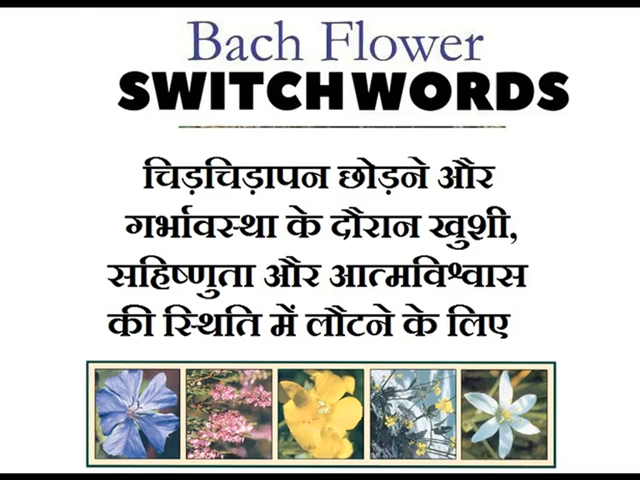 Bach Flower
SWITCHWORDS
चिड़चिड़ापन छोड़ने और
गर्भावस्था के दौरान खुशी,
सहिष्णुता और आत्मविश्वास
की स्थिति में लौटने के लिए